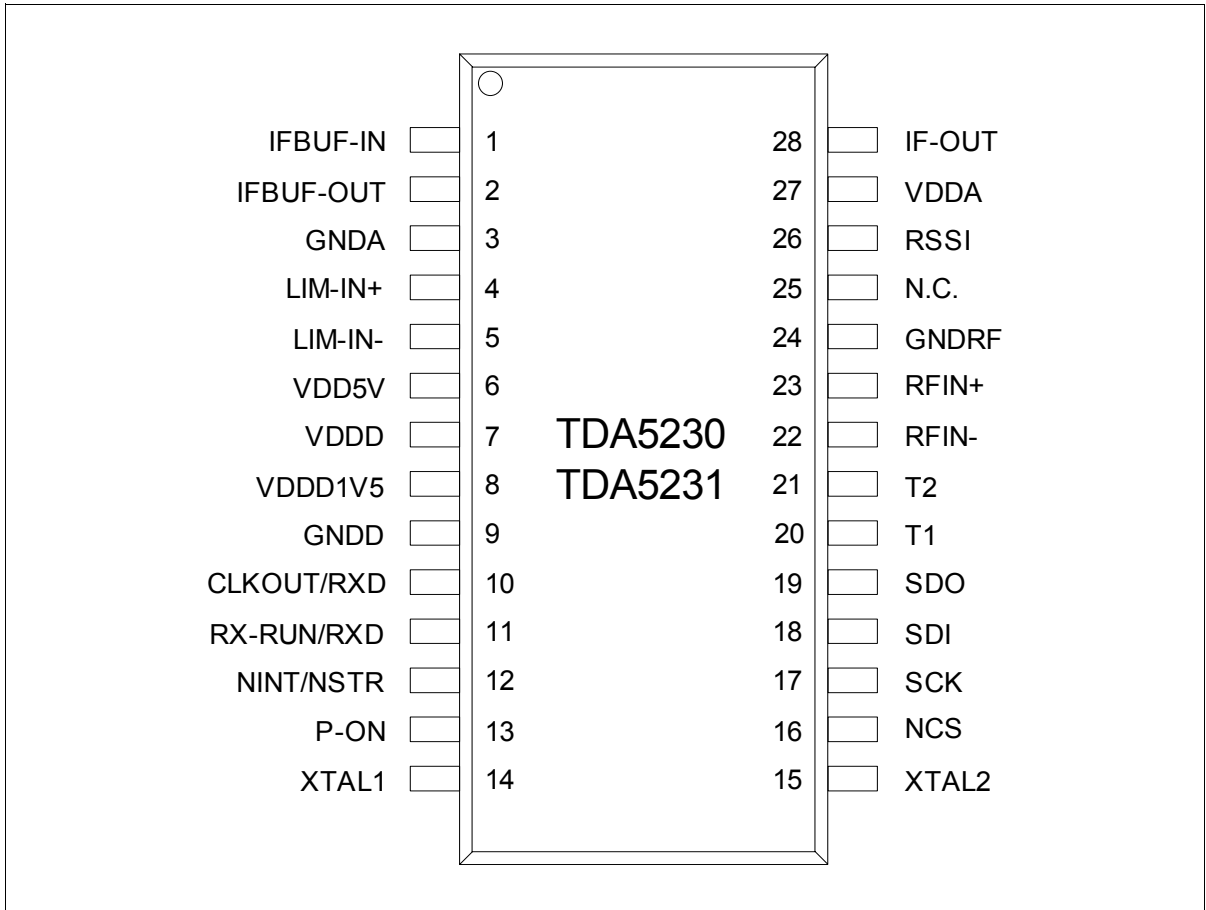 IFBUF-IN 1 28 IF-OUT
IFBUF-OUT 2 27 VDDA
GNDA 3 26 RSSI
LIM-IN+ 4 25 N.C.
LIM-IN- 5 24 GNDRF
VDD5V 6 23 RFIN+
VDDD 7 TDA5230 22 RFIN-
VDDD1V5 8 TDA5231 21 T2
GNDD 9 20 T1
CLKOUT/RXD 10 19 SDO
RX-RUN/RXD 11 18 SDI
NINT/NSTR 12 17 SCK
P-ON 13 16 NCS
XTAL1 14 15 XTAL2